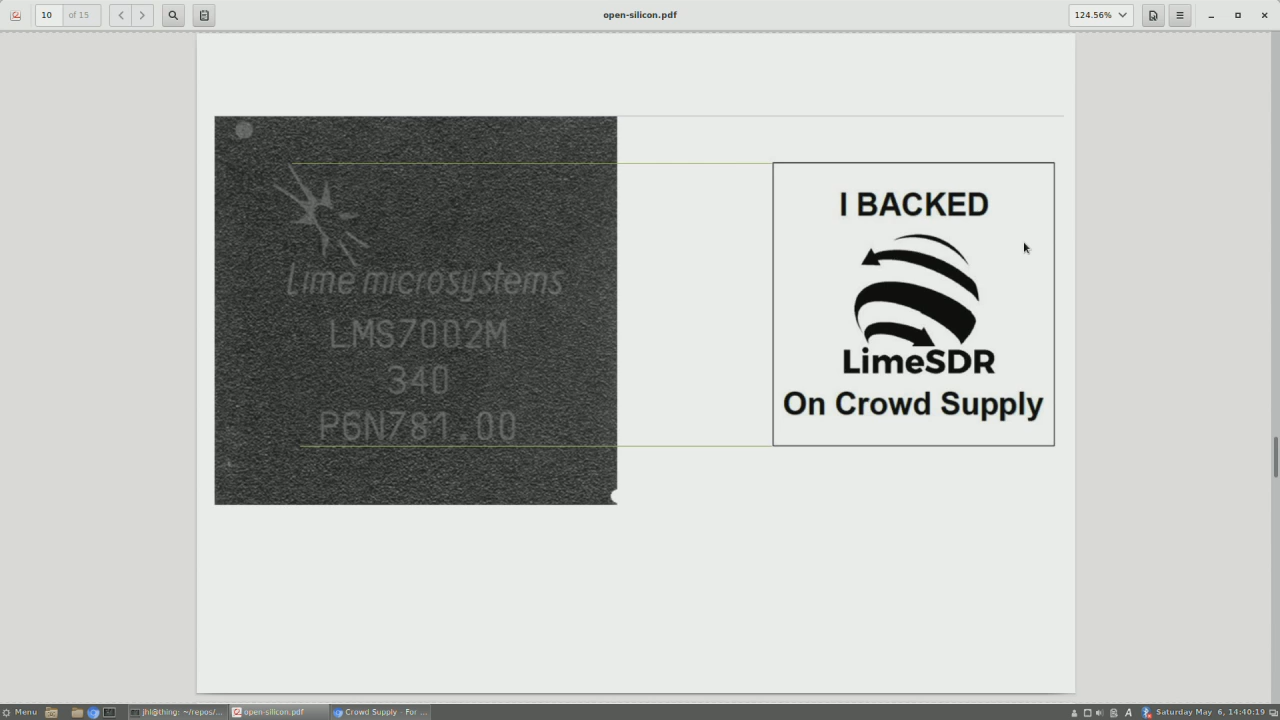 10 of 15
open-silicon.pdf
124.56%
Lime microsystems
LMS7002M
340
P6N781.00
I BACKED
LimeSDR
On Crowd Supply
Menu
jhl@thing: ~/repos/...
open-silicon.pdf
Crowd Supply - For ...
A
Saturday May 6, 14:40:19